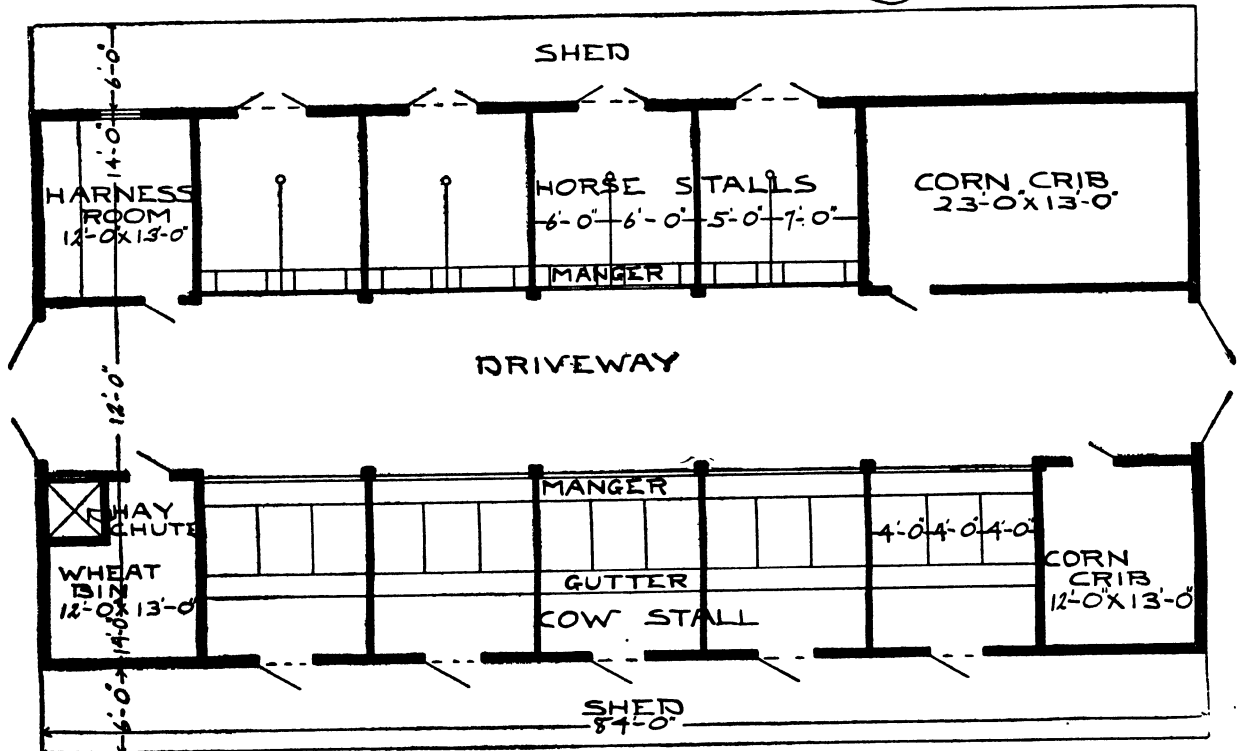 SHED
6'-0"
14'-0"
HARNESS
ROOM
12'-0"X13'-0"
HORSE STALLS
6'-0" 6'-0" 5'-0" 7'-0"
MANGER
CORN CRIB
23'-0"X13'-0"
DRIVEWAY
12'-0"
MANGER
HAY
CHUTE
4'-0" 4'-0" 4'-0"
WHEAT
BIN
12'-0"X13'-0"
14'-0"
GUTTER
COW STALL
CORN
CRIB
12'-0"X13'-0"
6'-0"
SHED
84'-0"